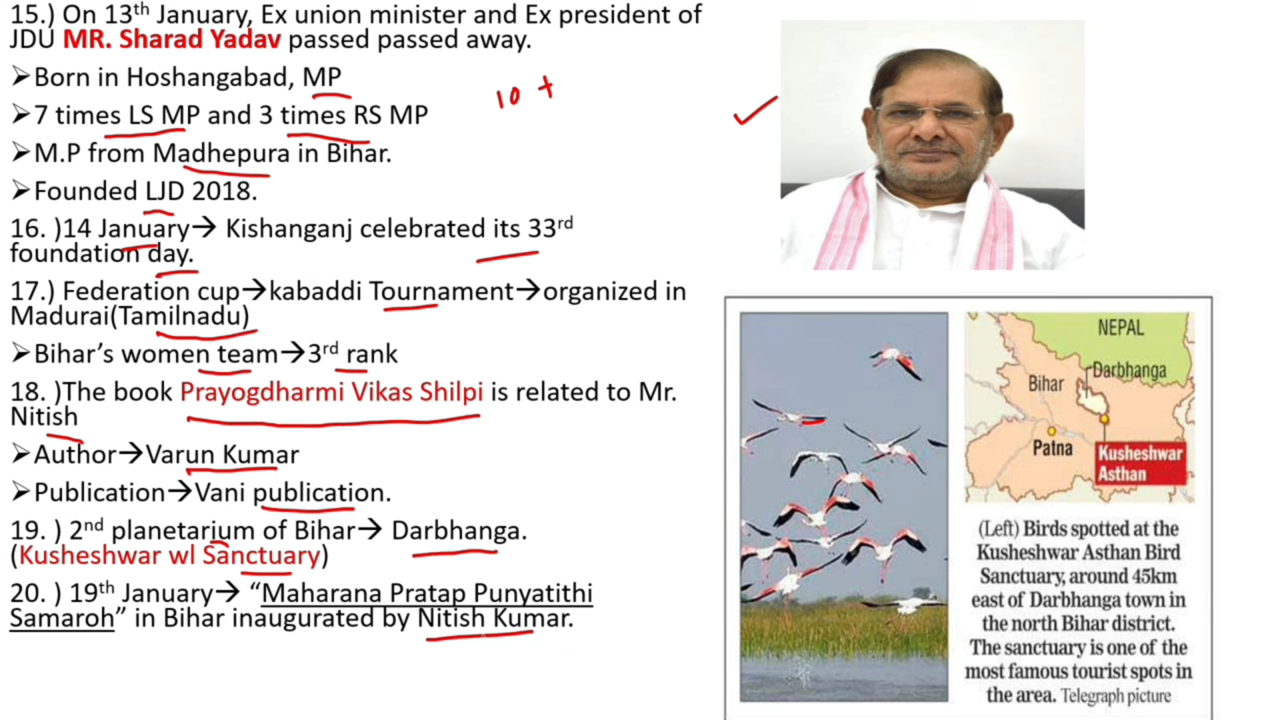 15.) On 13th January, Ex union minister and Ex president of
JDU MR. Sharad Yadav passed passed away.
➢Born in Hoshangabad, MP
➢7 times LS MP and 3 times RS MP
➢M.P from Madhepura in Bihar.
➢Founded LJD 2018.
10 +
16. )14 January→ Kishanganj celebrated its 33rd
foundation day.
17.) Federation cup→kabaddi Tournament→organized in
Madurai(Tamilnadu)
➢Bihar’s women team→3rd rank
18. )The book Prayogdharmi Vikas Shilpi is related to Mr.
Nitish
➢Author→Varun Kumar
➢Publication→Vani publication.
19. ) 2nd planetarium of Bihar→ Darbhanga.
(Kusheshwar wl Sanctuary)
20. ) 19th January→ “Maharana Pratap Punyatithi
Samaroh” in Bihar inaugurated by Nitish Kumar.
NEPAL
Darbhanga
Bihar
Patna
Kusheshwar
Asthan
(Left) Birds spotted at the
Kusheshwar Asthan Bird
Sanctuary, around 45km
east of Darbhanga town in
the north Bihar district.
The sanctuary is one of the
most famous tourist spots in
the area. Telegraph picture